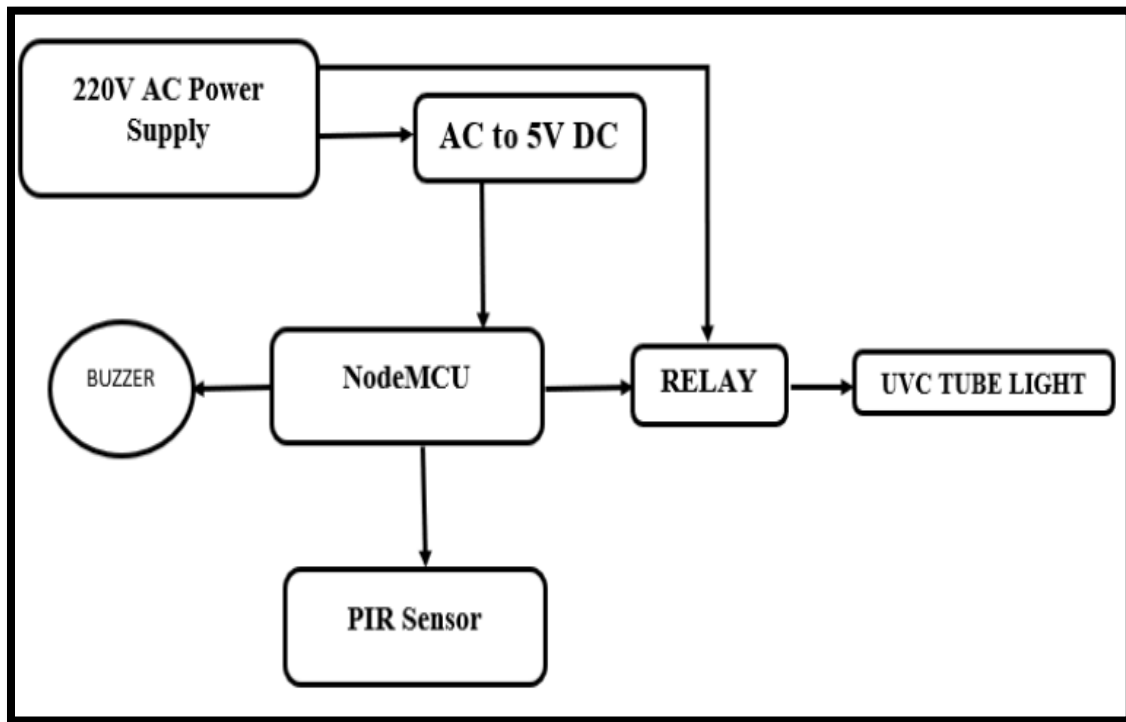 220V AC Power
Supply
AC to 5V DC
BUZZER
NodeMCU
RELAY
UVC TUBE LIGHT
PIR Sensor